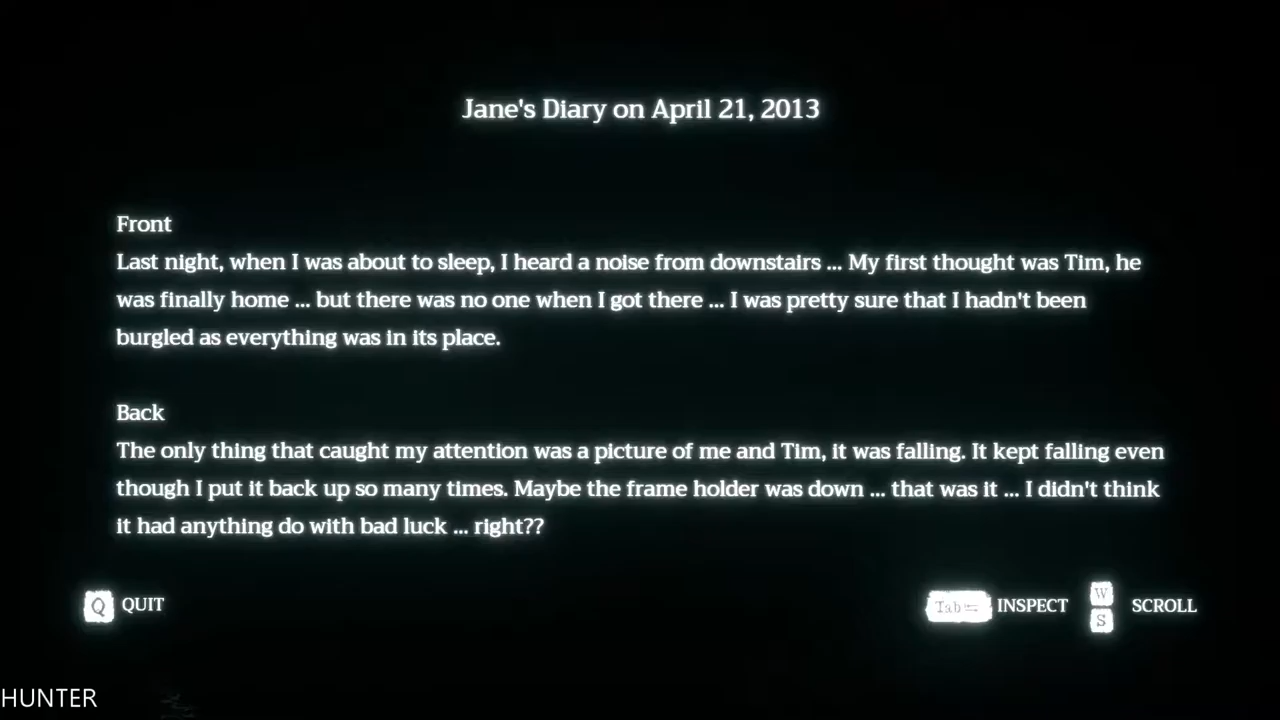 Jane's Diary on April 21, 2013
Front
Last night, when I was about to sleep, I heard a noise from downstairs ... My first thought was Tim, he
was finally home ... but there was no one when I got there ... I was pretty sure that I hadn't been
burgled as everything was in its place.
Back
The only thing that caught my attention was a picture of me and Tim, it was falling. It kept falling even
though I put it back up so many times. Maybe the frame holder was down ... that was it ... I didn't think
it had anything do with bad luck ... right??
Q QUIT
Tab INSPECT
W
S
SCROLL
HUNTER